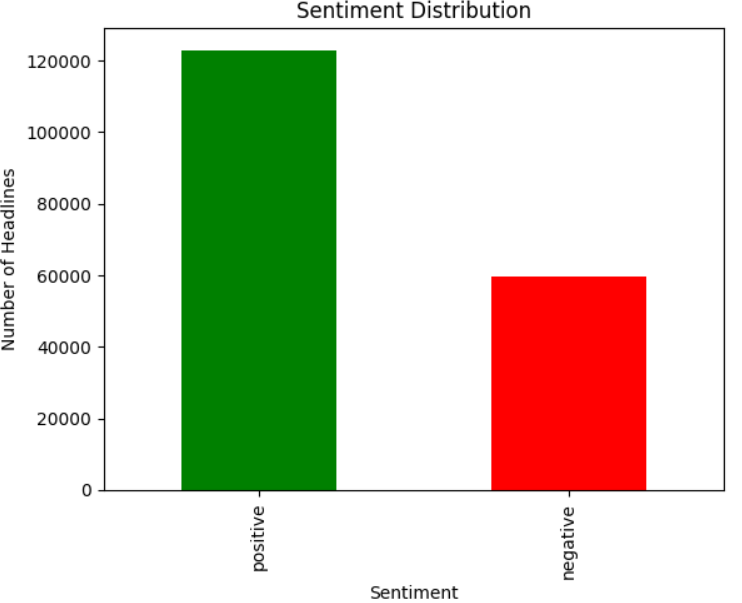 Sentiment Distribution
Number of Headlines
120000
100000
80000
60000
40000
20000
0
positive
negative
Sentiment